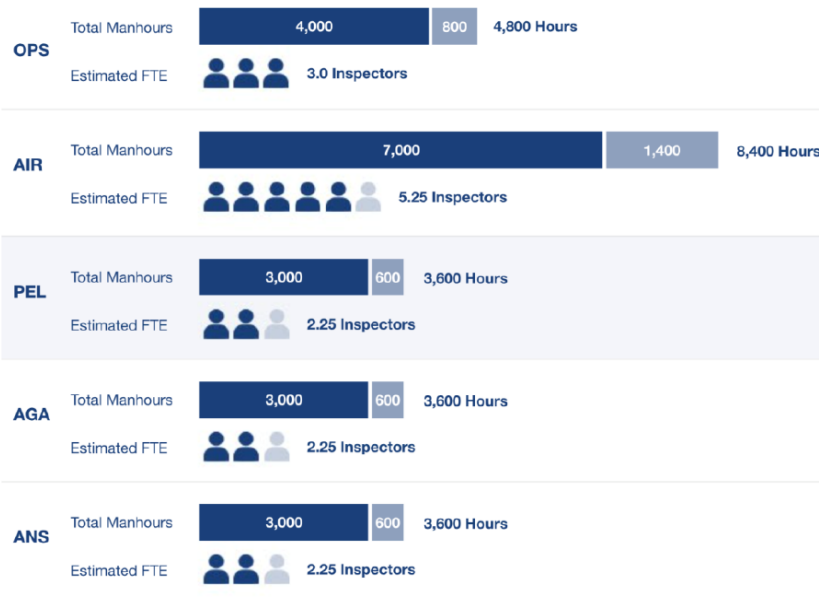 OPS
Total Manhours 4,000 800 4,800 Hours
Estimated FTE 3.0 Inspectors
AIR
Total Manhours 7,000 1,400 8,400 Hours
Estimated FTE 5.25 Inspectors
PEL
Total Manhours 3,000 600 3,600 Hours
Estimated FTE 2.25 Inspectors
AGA
Total Manhours 3,000 600 3,600 Hours
Estimated FTE 2.25 Inspectors
ANS
Total Manhours 3,000 600 3,600 Hours
Estimated FTE 2.25 Inspectors